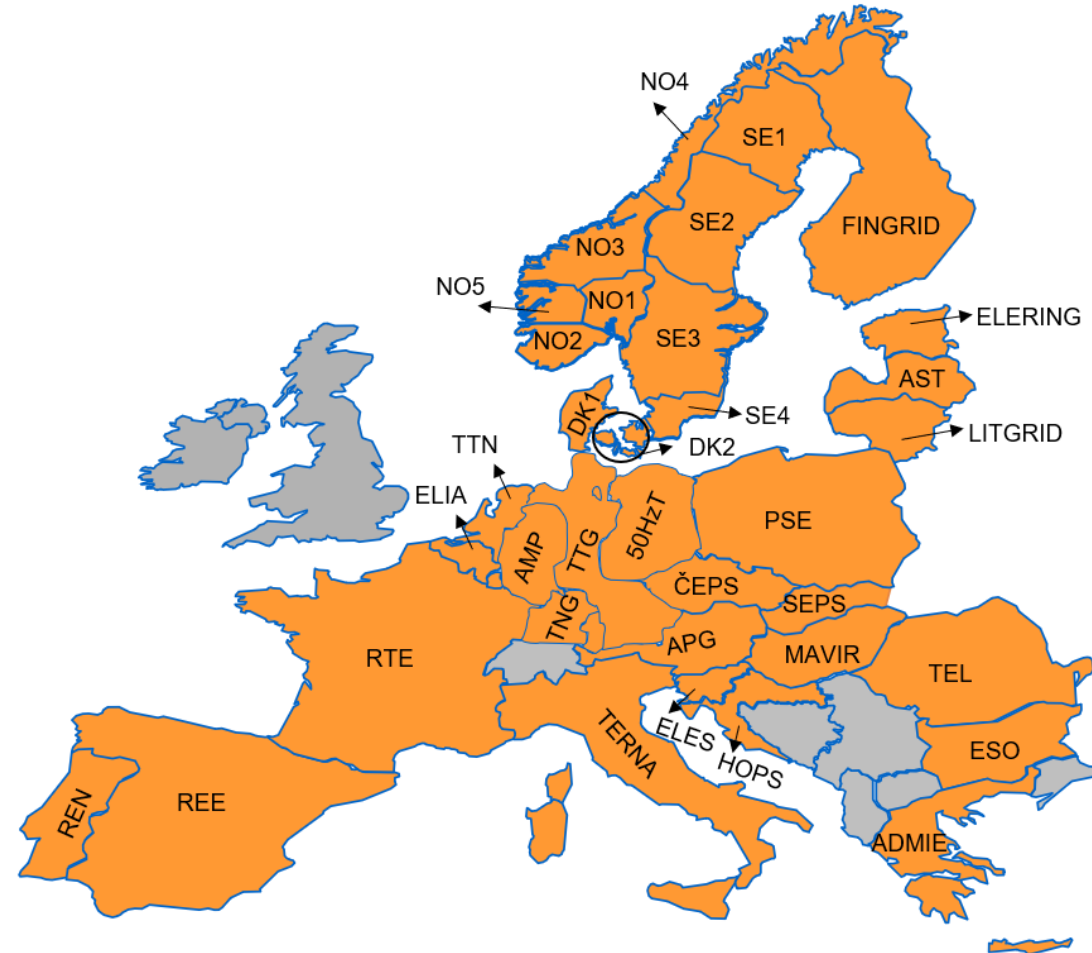 NO4
SE1
SE2
FINGRID
NO3
NO5
NO1
NO2
SE3
ELERING
AST
SE4
LITGRID
DK1
DK2
TTN
ELIA
AMP
TTG
50HzT
PSE
ČEPS
SEPS
TNG
APG
MAVIR
RTE
TEL
TERNA
ELES
HOPS
ESO
REN
REE
ADMIE